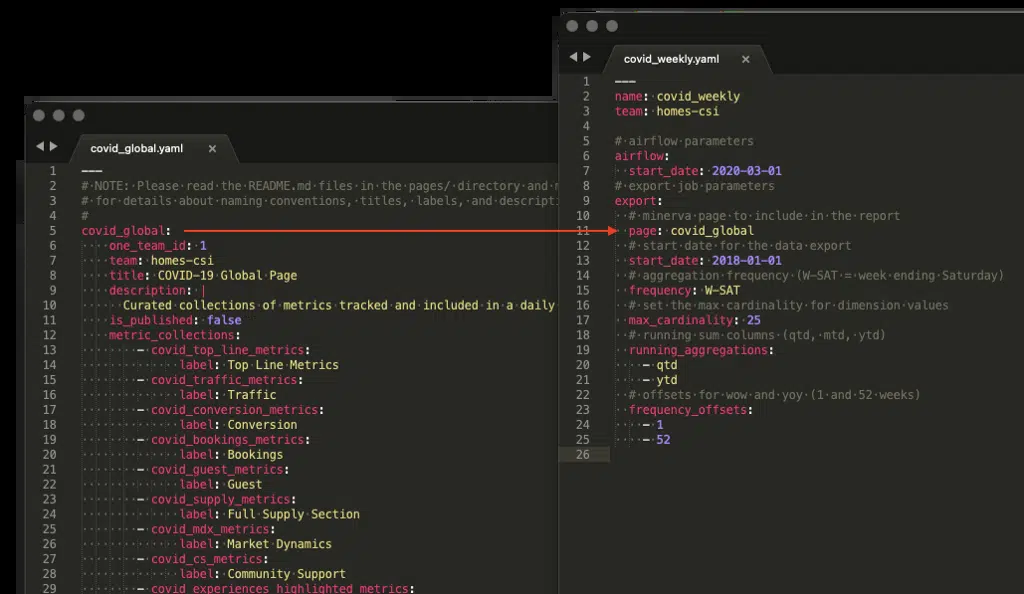 covid_global.yaml
1 ---
2 # NOTE: Please read the README.md files in the pages/ directory and
3 # for details about naming conventions, titles, labels, and descripti
4 #
5 covid_global:
6 one_team_id: 1
7 team: homes-csi
8 title: COVID-19 Global Page
9 description: |
10 Curated collections of metrics tracked and included in a daily
11 is_published: false
12 metric_collections:
13 - covid_top_line_metrics:
14 label: Top Line Metrics
15 - covid_traffic_metrics:
16 label: Traffic
17 - covid_conversion_metrics:
18 label: Conversion
19 - covid_bookings_metrics:
20 label: Bookings
21 - covid_guest_metrics:
22 label: Guest
23 - covid_supply_metrics:
24 label: Full Supply Section
25 - covid_mdx_metrics:
26 label: Market Dynamics
27 - covid_cs_metrics:
28 label: Community Support
29 - covid_experiences_highlighted_metrics:
covid_weekly.yaml
1 ---
2 name: covid_weekly
3 team: homes-csi
4
5 # airflow parameters
6 airflow:
7 start_date: 2020-03-01
8 # export job parameters
9 export:
10 # minerva page to include in the report
11 page: covid_global
12 # start date for the data export
13 start_date: 2018-01-01
14 # aggregation frequency (W-SAT = week ending Saturday)
15 frequency: W-SAT
16 # set the max cardinality for dimension values
17 max_cardinality: 25
18 # running sum columns (qtd, mtd, ytd)
19 running_aggregations:
20 - qtd
21 - ytd
22 # offsets for wow and yoy (1 and 52 weeks)
23 frequency_offsets:
24 - 1
25 - 52
26